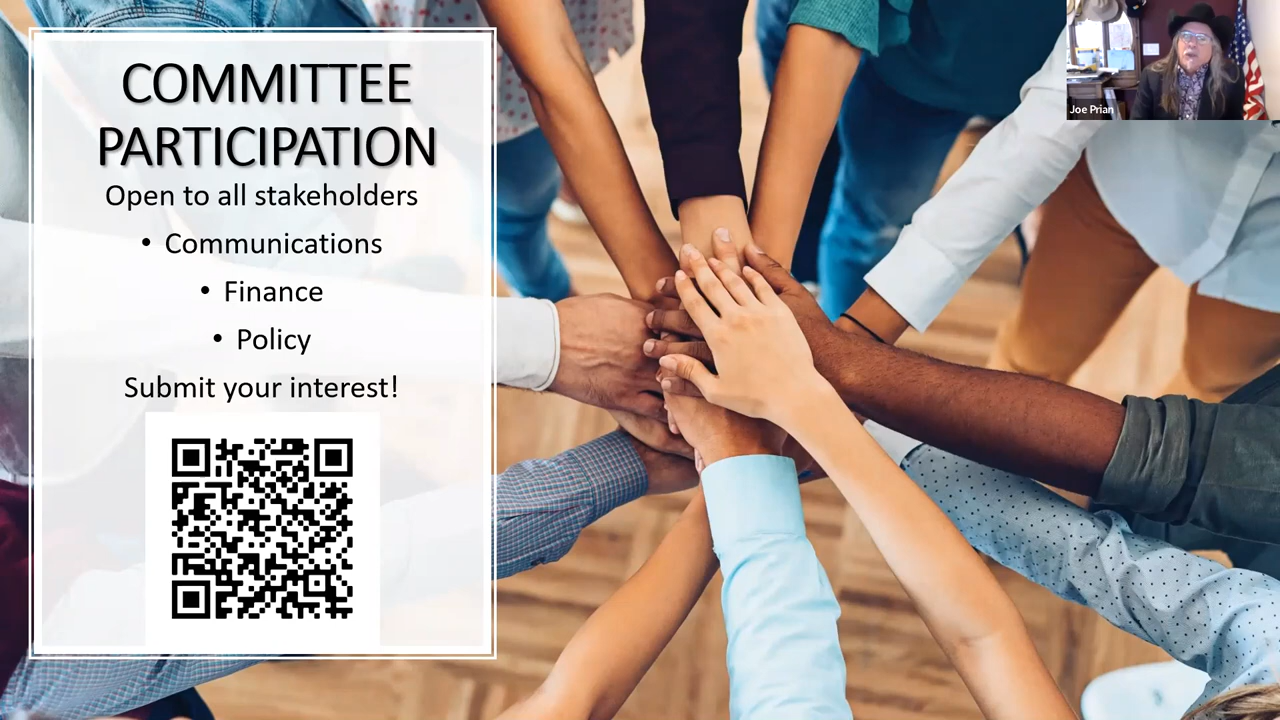 COMMITTEE
PARTICIPATION
Open to all stakeholders
• Communications
• Finance
• Policy
Submit your interest!
Joe Prian